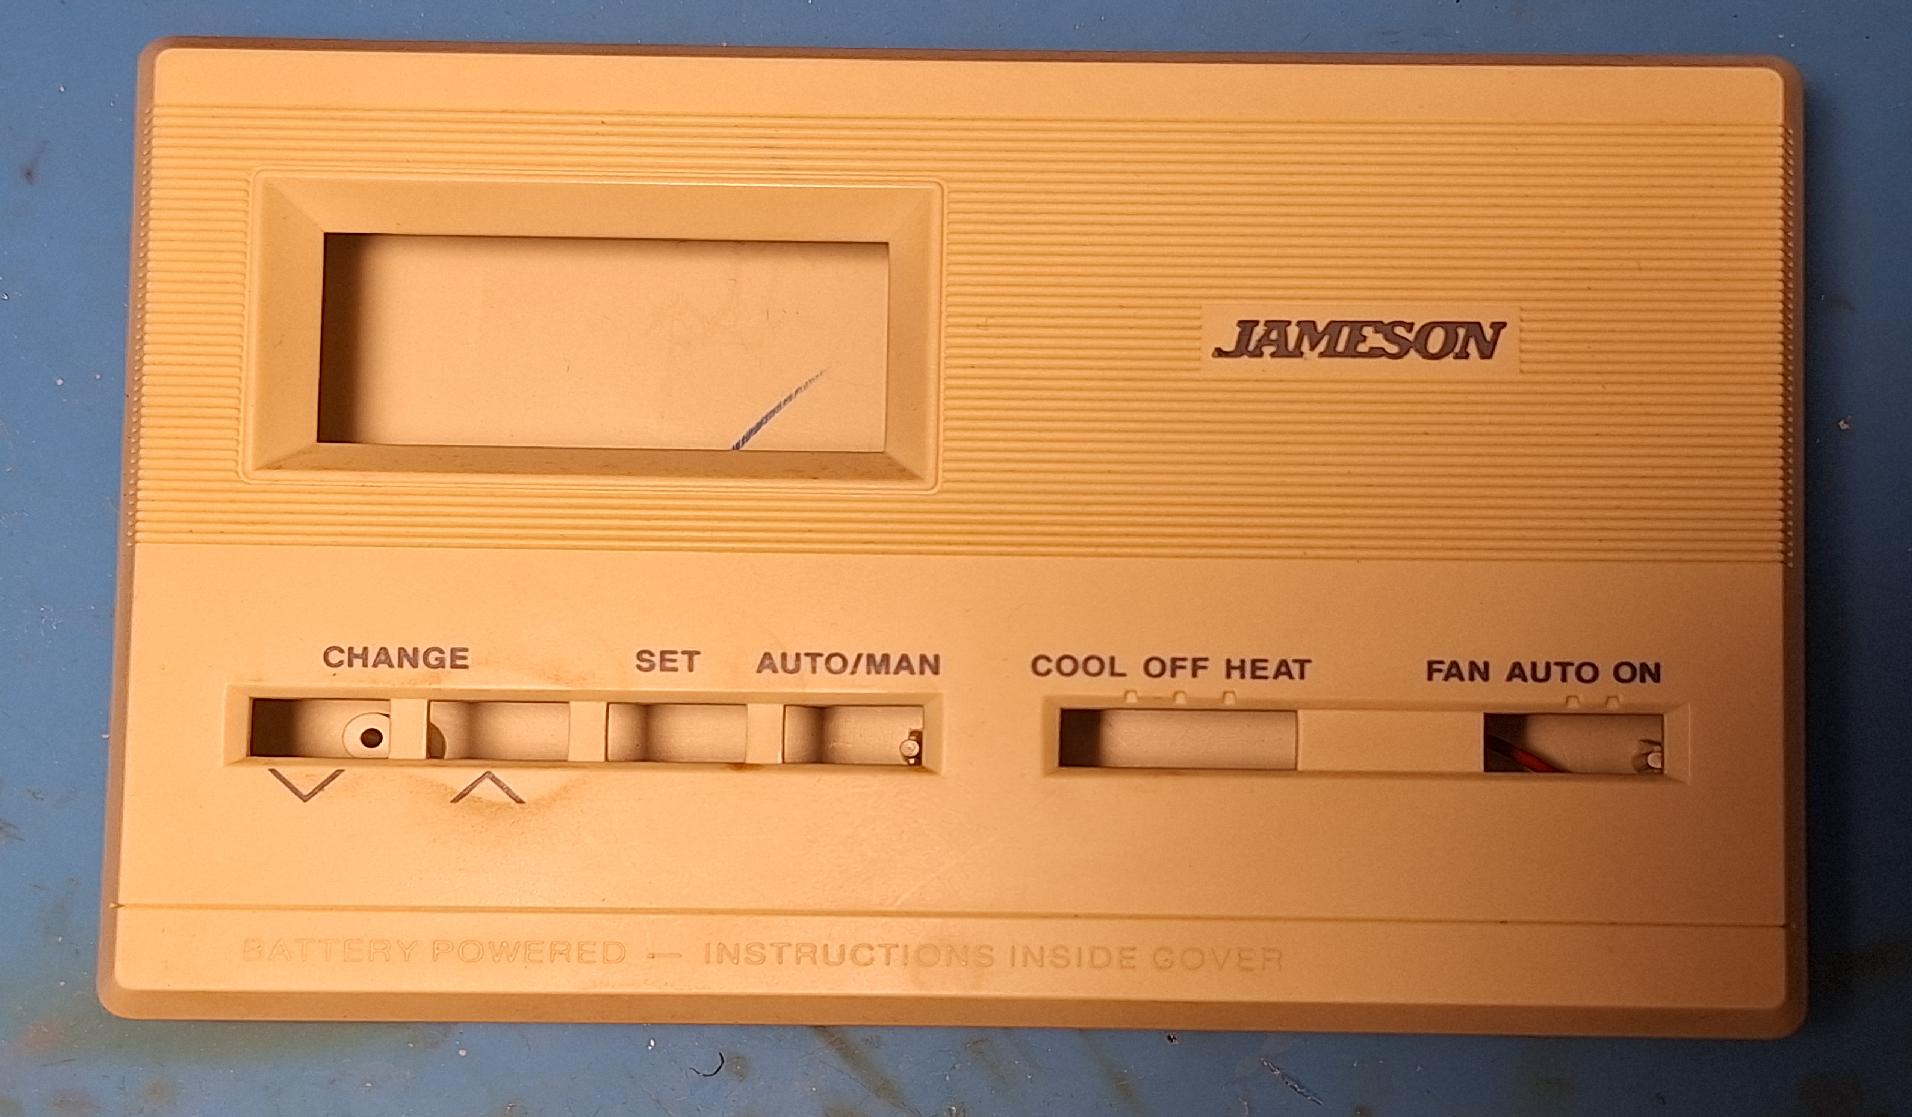 JAMESON
CHANGE SET AUTO/MAN COOL OFF HEAT FAN AUTO ON
BATTERY POWERED — INSTRUCTIONS INSIDE COVER